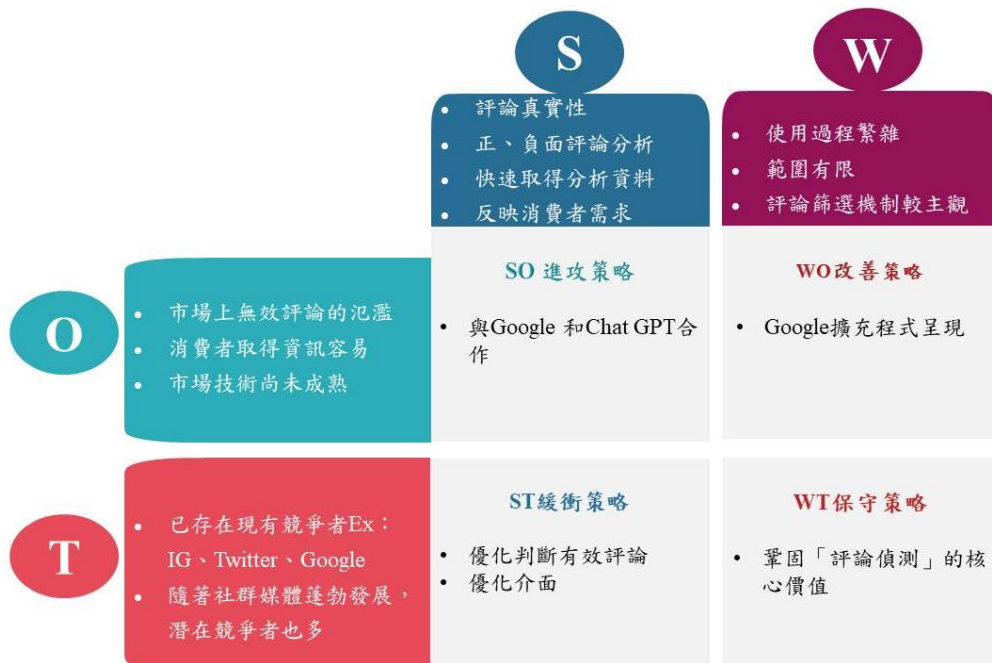 S
W
• 評論真實性
• 正、負面評論分析
• 快速取得分析資料
• 反映消費者需求
• 使用過程繁雜
• 範圍有限
• 評論篩選機制較主觀
O
• 市場上無效評論的氾濫
• 消費者取得資訊容易
• 市場技術尚未成熟
SO 進攻策略
• 與Google 和Chat GPT合
作
WO改善策略
• Google擴充程式呈現
T
• 已存在現有競爭者Ex：
IG、Twitter、Google
• 隨著社群媒體蓬勃發展，
潛在競爭者也多
ST緩衝策略
• 優化判斷有效評論
• 優化介面
WT保守策略
• 鞏固「評論偵測」的核
心價值